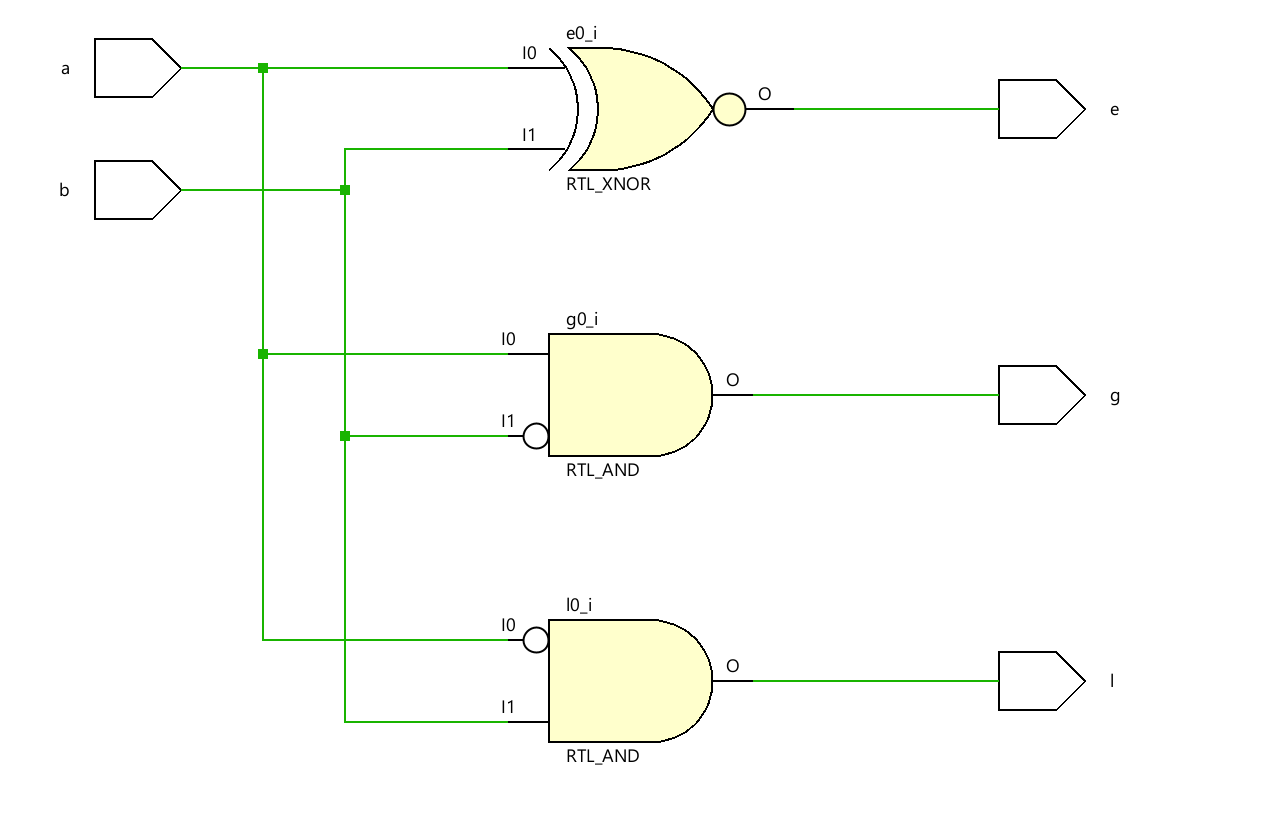 e0_i
a
I0
O
e
I1
b
RTL_XNOR
g0_i
I0
O
g
I1
RTL_AND
l0_i
I0
O
l
I1
RTL_AND